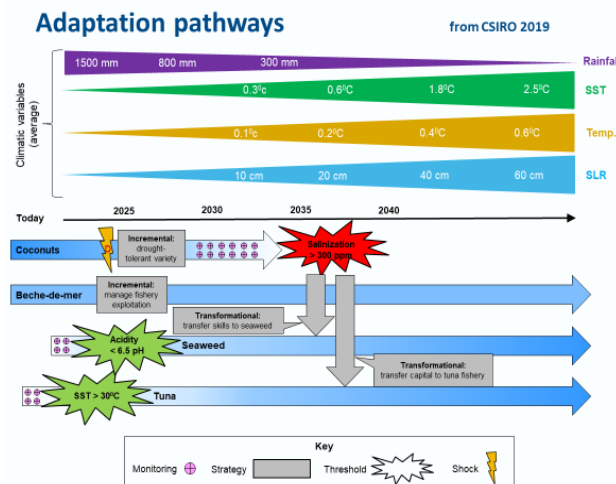 Adaptation pathways
from CSIRO 2019
Climatic variables
(average)
1500 mm 800 mm 300 mm Rainfal
0.3⁰c 0.6⁰C 1.8⁰C 2.5⁰C SST
0.1⁰c 0.2⁰C 0.4⁰C 0.6⁰C Temp.
10 cm 20 cm 40 cm 60 cm SLR
Today 2025 2030 2035 2040
Coconuts
Incremental:
drought-
tolerant variety
Salinization
> 300 ppm
Beche-de-mer
Incremental:
manage fishery
exploitation
Transformational:
transfer skills to seaweed
Acidity
< 6.5 pH
Seaweed
Transformational:
transfer capital to tuna fishery
SST > 30⁰C
Tuna
Key
Monitoring Strategy Threshold Shock